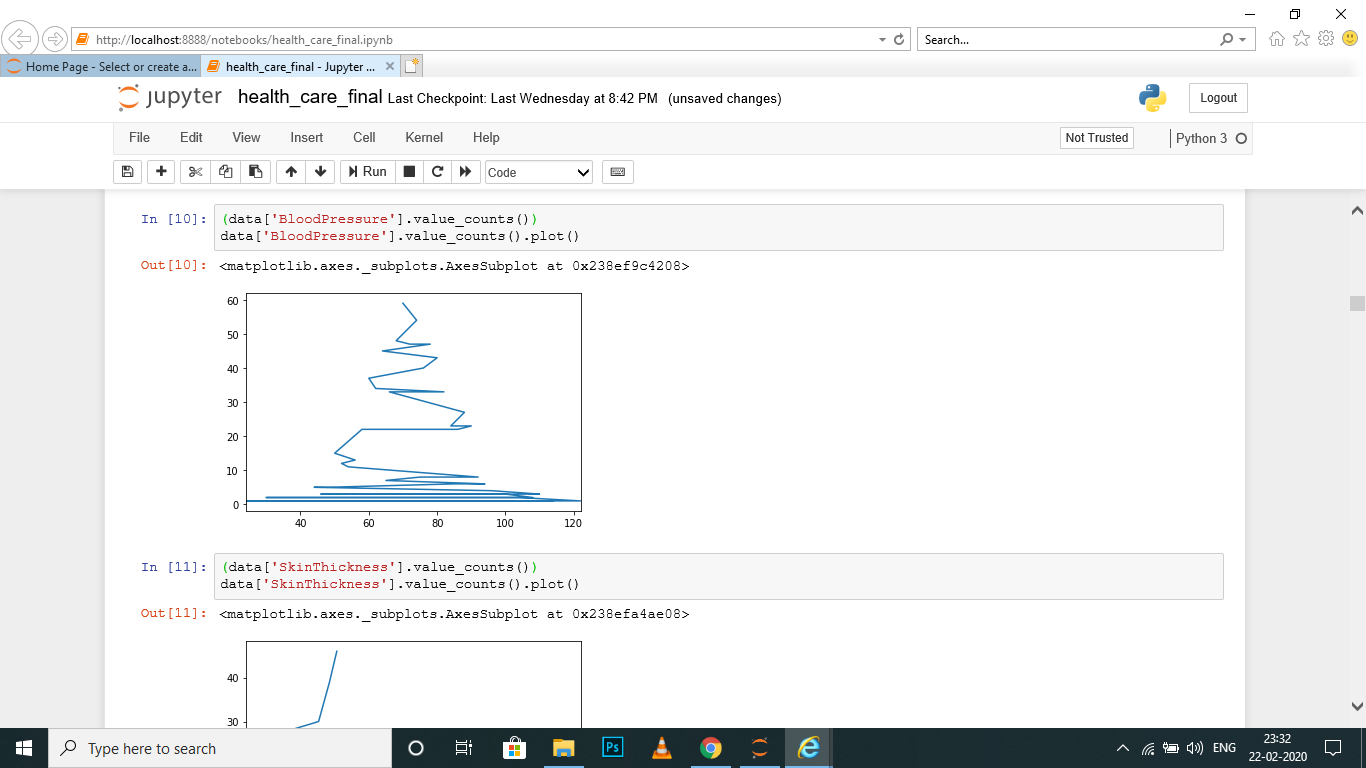 http://localhost:8888/notebooks/health_care_final.ipynb
Search...
Home Page - Select or create a...
health_care_final - Jupyter ...
jupyter health_care_final Last Checkpoint: Last Wednesday at 8:42 PM (unsaved changes)
Logout
File Edit View Insert Cell Kernel Help
Not Trusted
Python 3
Run
Code
In [10]: (data['BloodPressure'].value_counts())
data['BloodPressure'].value_counts().plot()
Out[10]: <matplotlib.axes._subplots.AxesSubplot at 0x238ef9c4208>
60
50
40
30
20
10
0
40 60 80 100 120
In [11]: (data['SkinThickness'].value_counts())
data['SkinThickness'].value_counts().plot()
Out[11]: <matplotlib.axes._subplots.AxesSubplot at 0x238efa4ae08>
40
30
Type here to search
Ps
ENG
23:32
22-02-2020